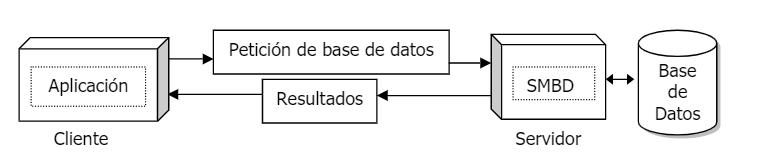 Petición de base de datos
Aplicación
Resultados
SMBD
Base
de
Datos
Cliente
Servidor